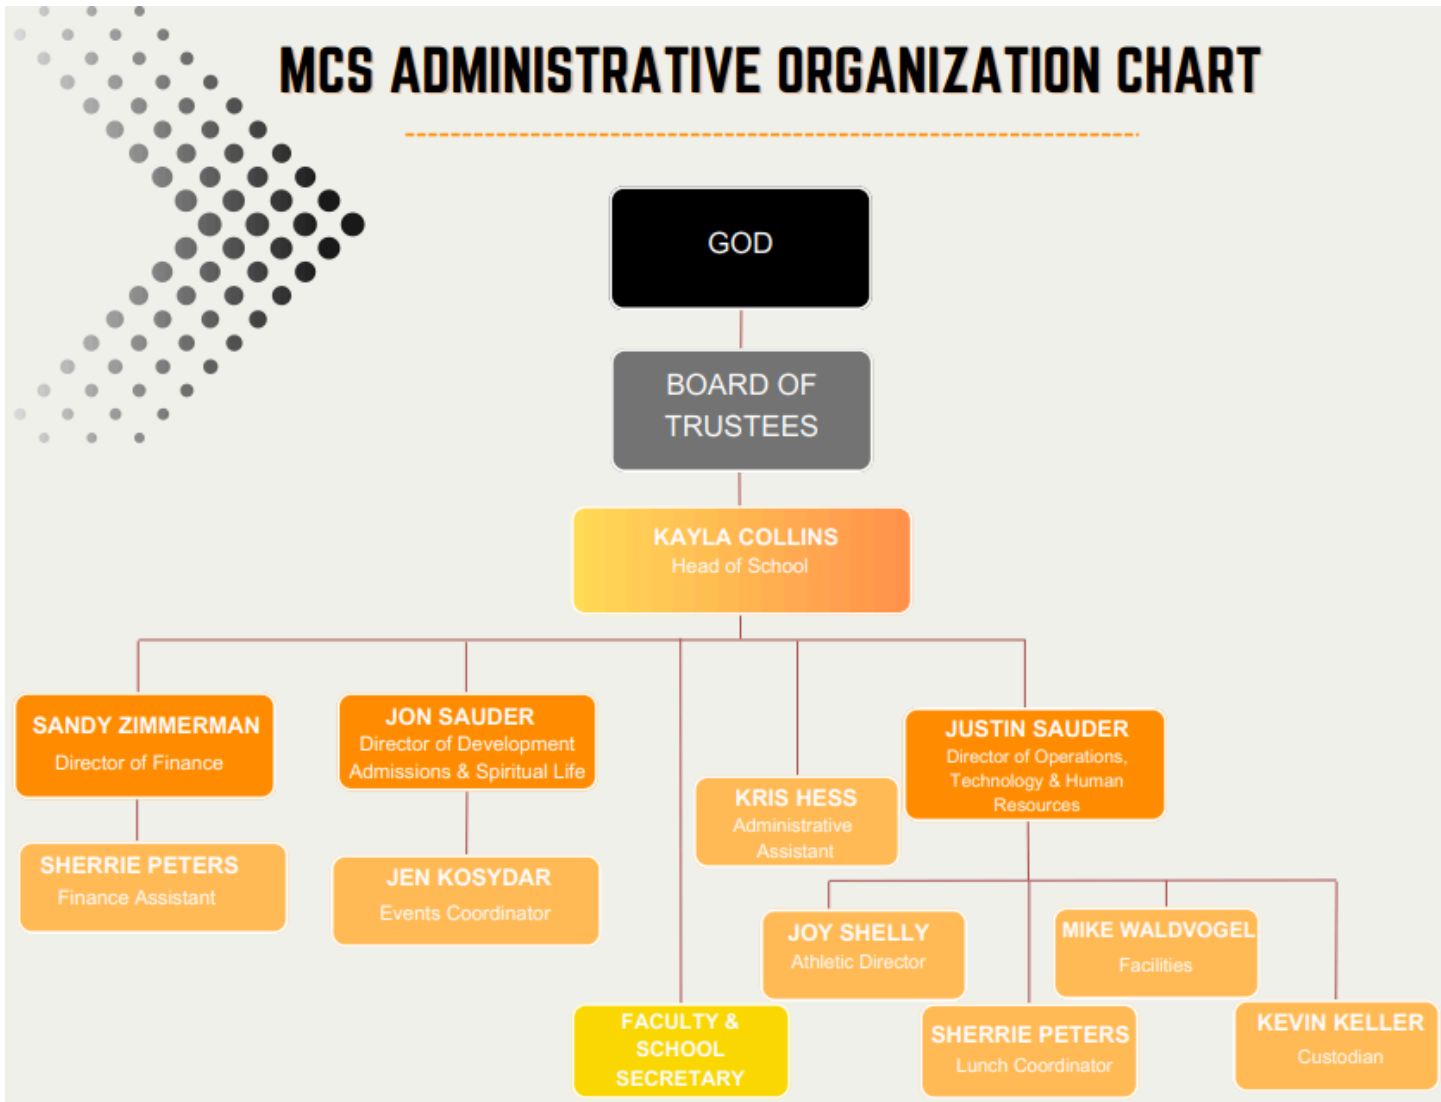 MCS ADMINISTRATIVE ORGANIZATION CHART
GOD
BOARD OF
TRUSTEES
KAYLA COLLINS
Head of School
SANDY ZIMMERMAN
Director of Finance
JON SAUDER
Director of Development
Admissions & Spiritual Life
KRIS HESS
Administrative
Assistant
JUSTIN SAUDER
Director of Operations,
Technology & Human
Resources
SHERRIE PETERS
Finance Assistant
JEN KOSYDAR
Events Coordinator
JOY SHELLY
Athletic Director
MIKE WALDVOGEL
Facilities
FACULTY &
SCHOOL
SECRETARY
SHERRIE PETERS
Lunch Coordinator
KEVIN KELLER
Custodian